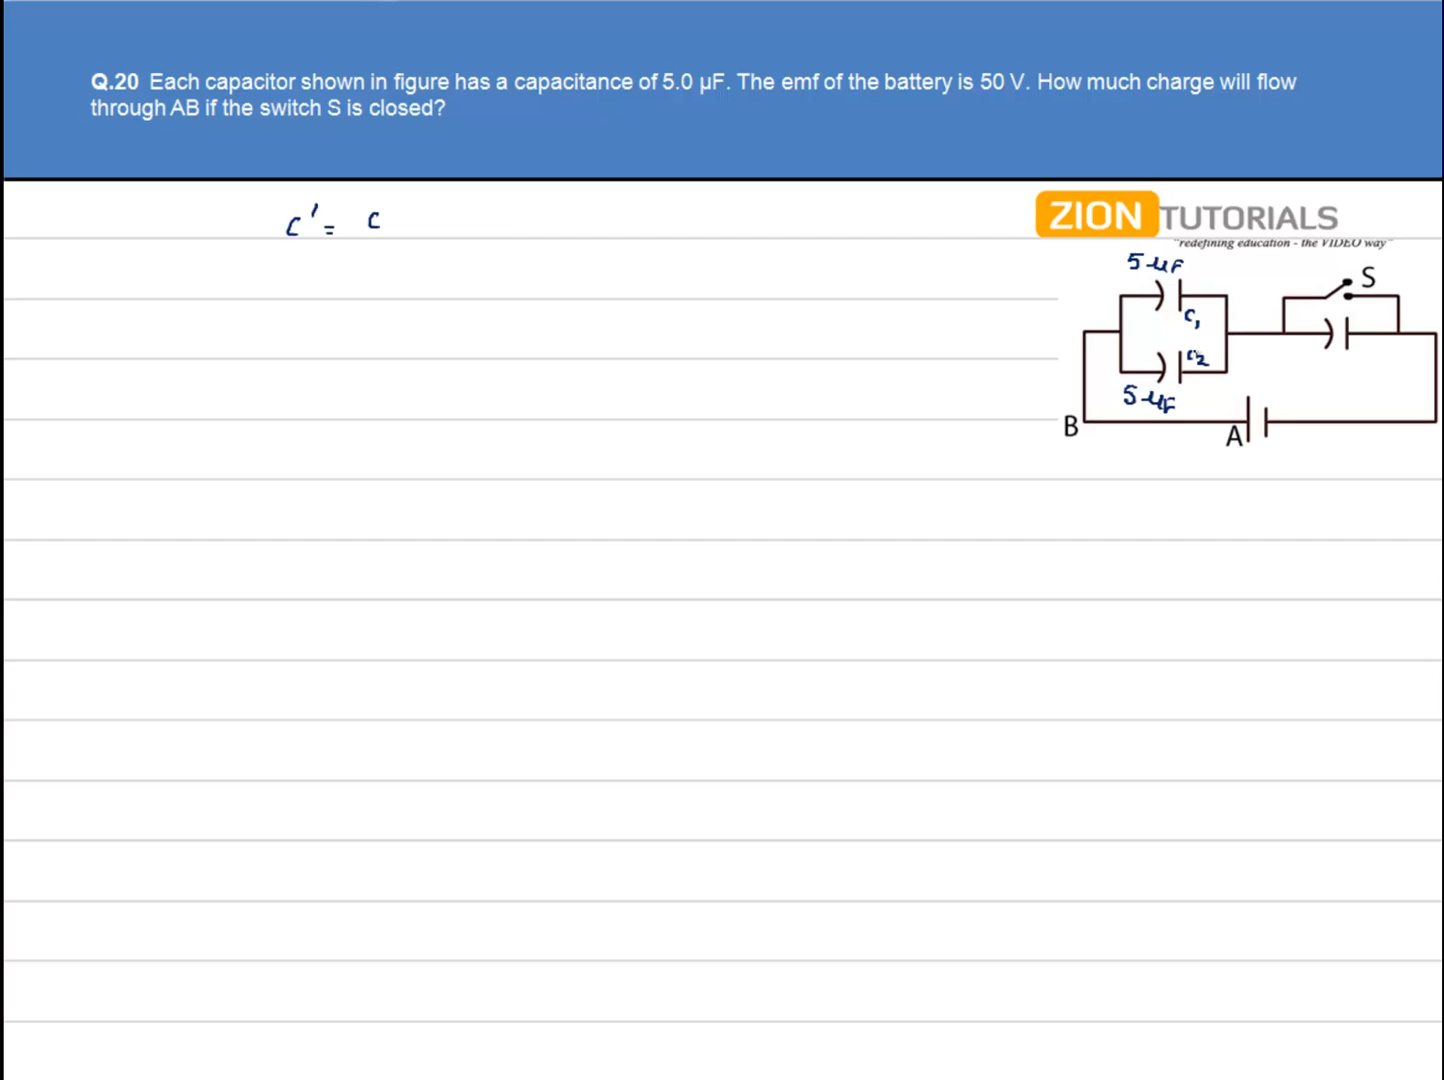 Q.20 Each capacitor shown in figure has a capacitance of 5.0 µF. The emf of the battery is 50 V. How much charge will flow
through AB if the switch S is closed?
C' = C
ZION TUTORIALS
"redefining education - the VIDEO way"
5 µF
S
C1
C2
5 µF
B
A